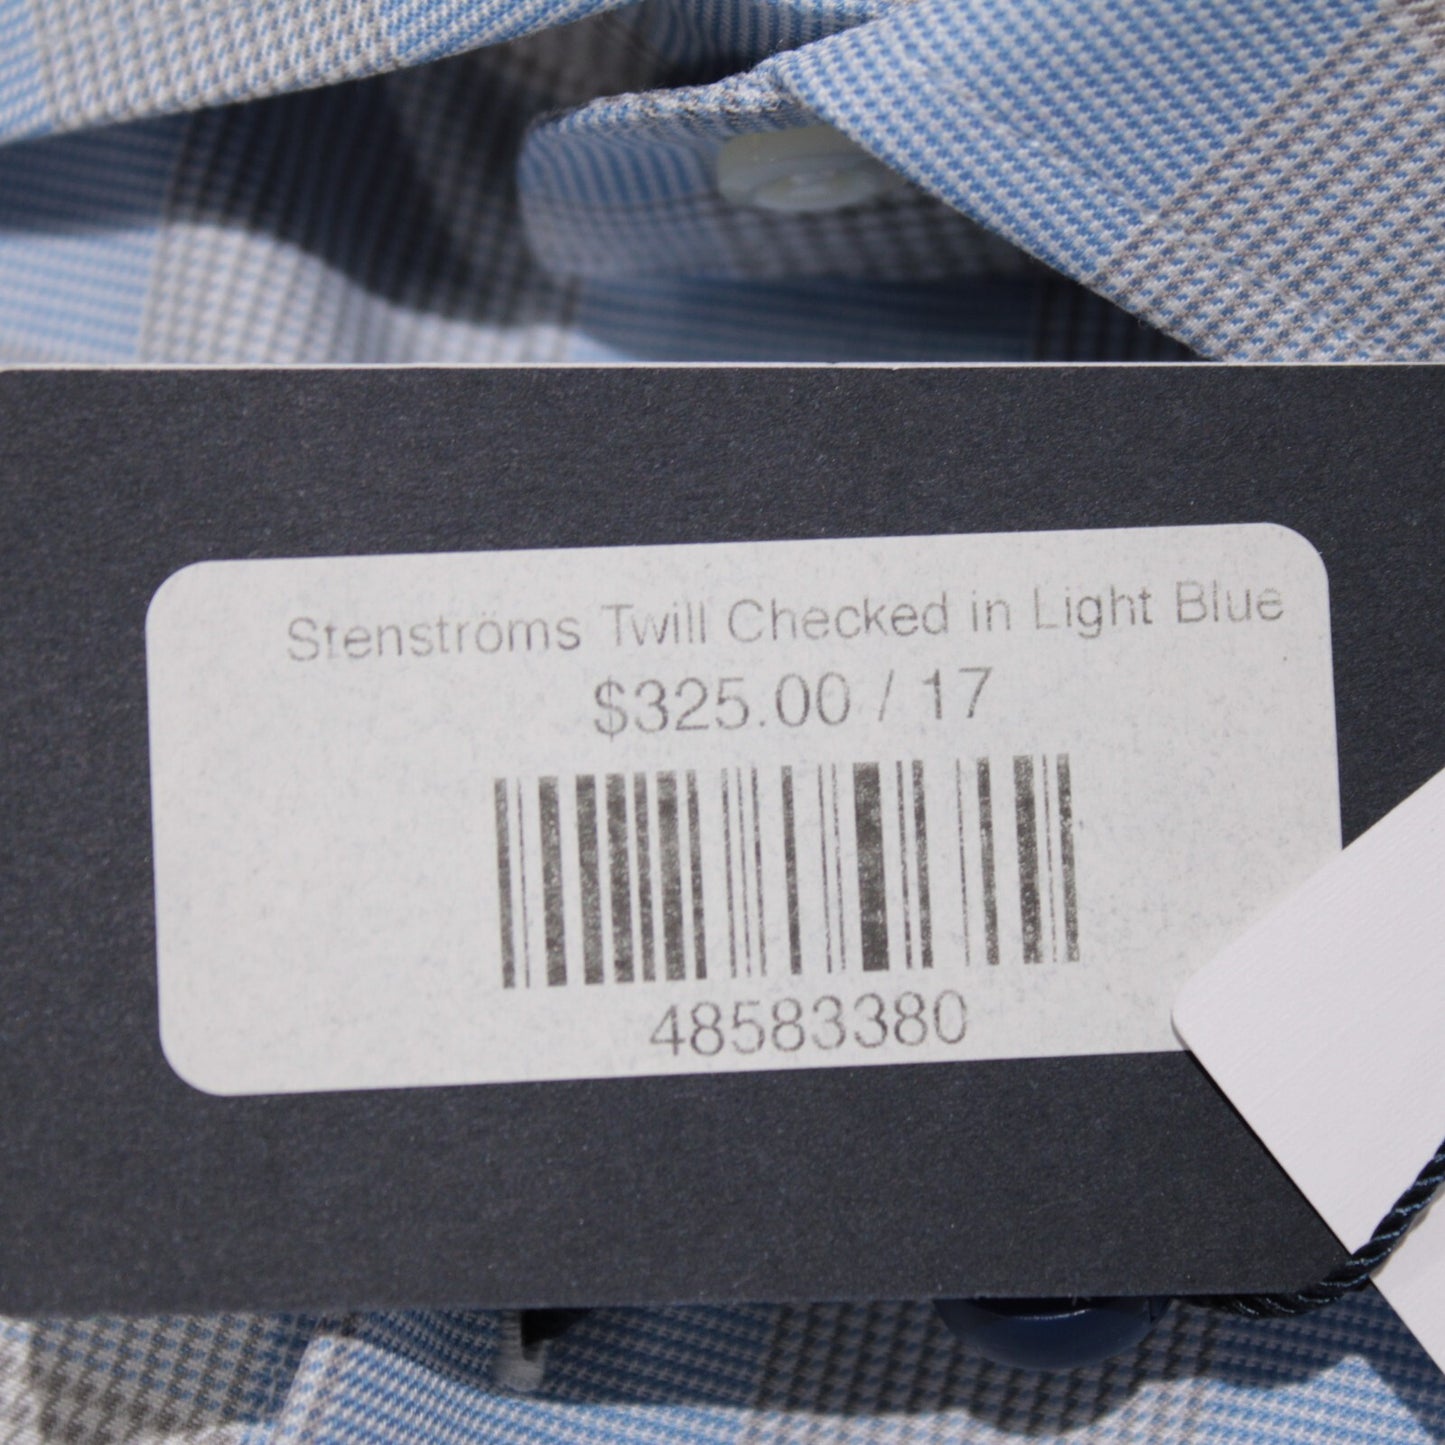 Stenströms Twill Checked in Light Blue
$325.00 / 17
48583380